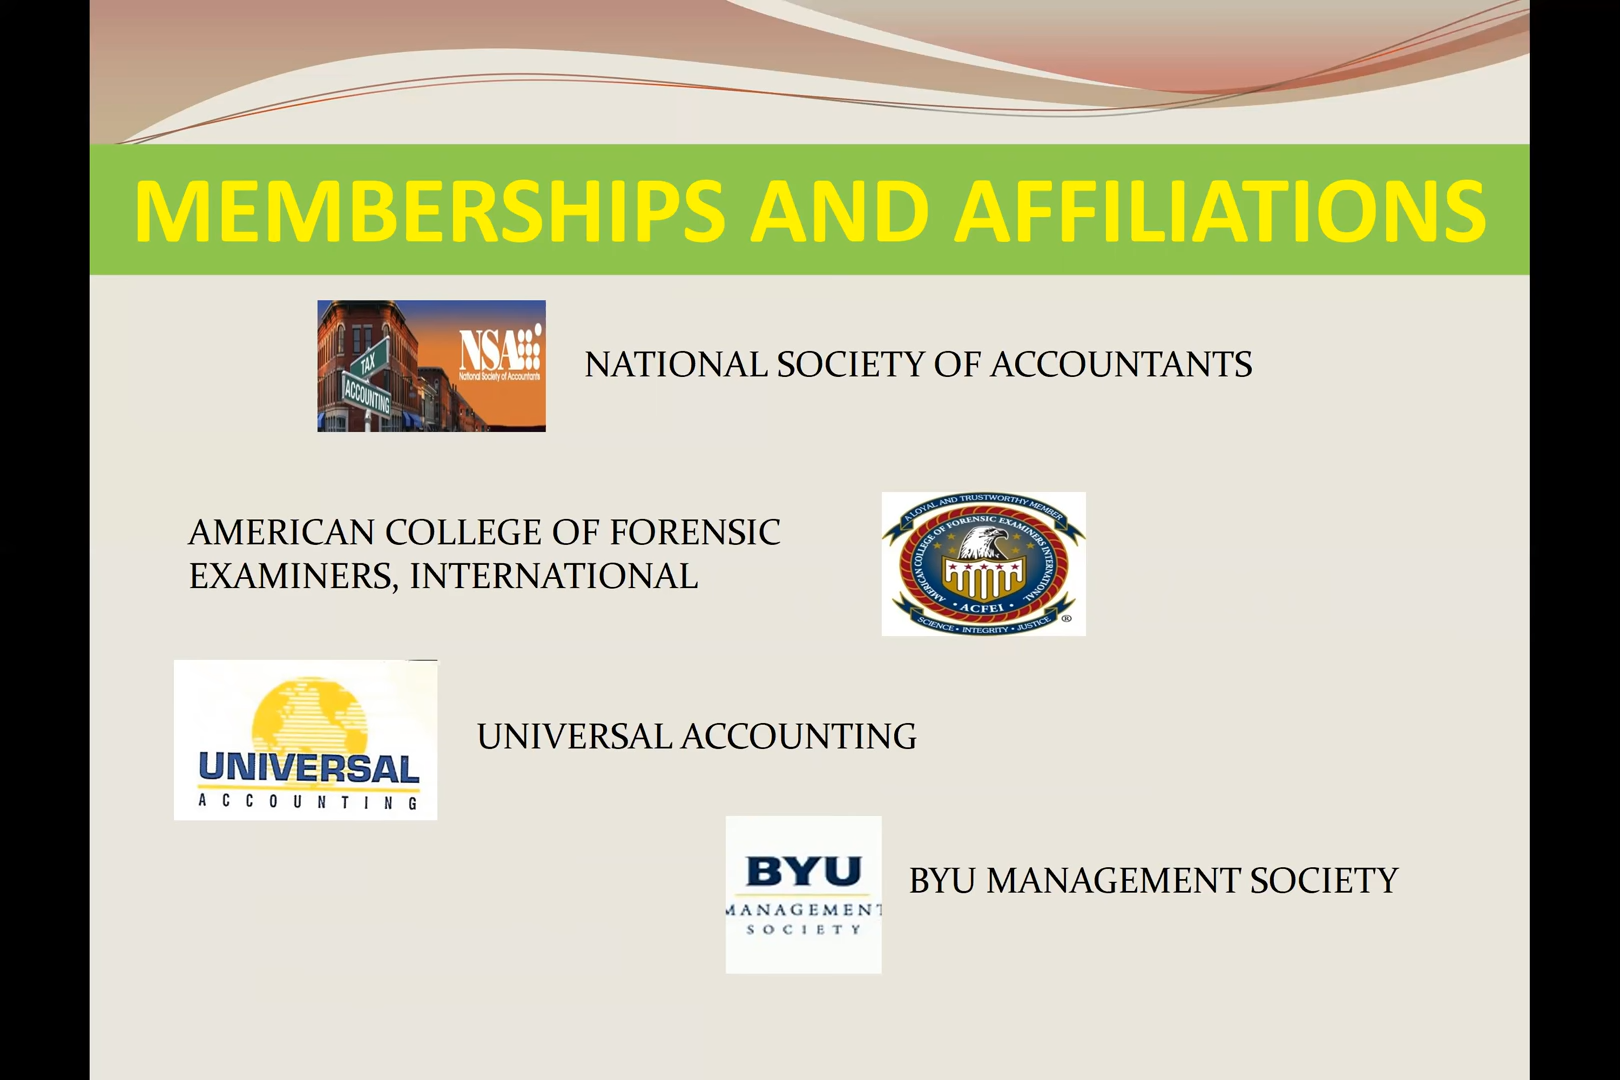 MEMBERSHIPS AND AFFILIATIONS
TAX
ACCOUNTING
NSA
National Society of Accountants
NATIONAL SOCIETY OF ACCOUNTANTS
AMERICAN COLLEGE OF FORENSIC
EXAMINERS, INTERNATIONAL
A LOYAL AND TRUSTWORTHY MEMBER
AMERICAN COLLEGE OF FORENSIC EXAMINERS INTERNATIONAL
• ACFEI •
SCIENCE • INTEGRITY • JUSTICE
®
UNIVERSAL
ACCOUNTING
UNIVERSAL ACCOUNTING
BYU
MANAGEMENT
SOCIETY
BYU MANAGEMENT SOCIETY